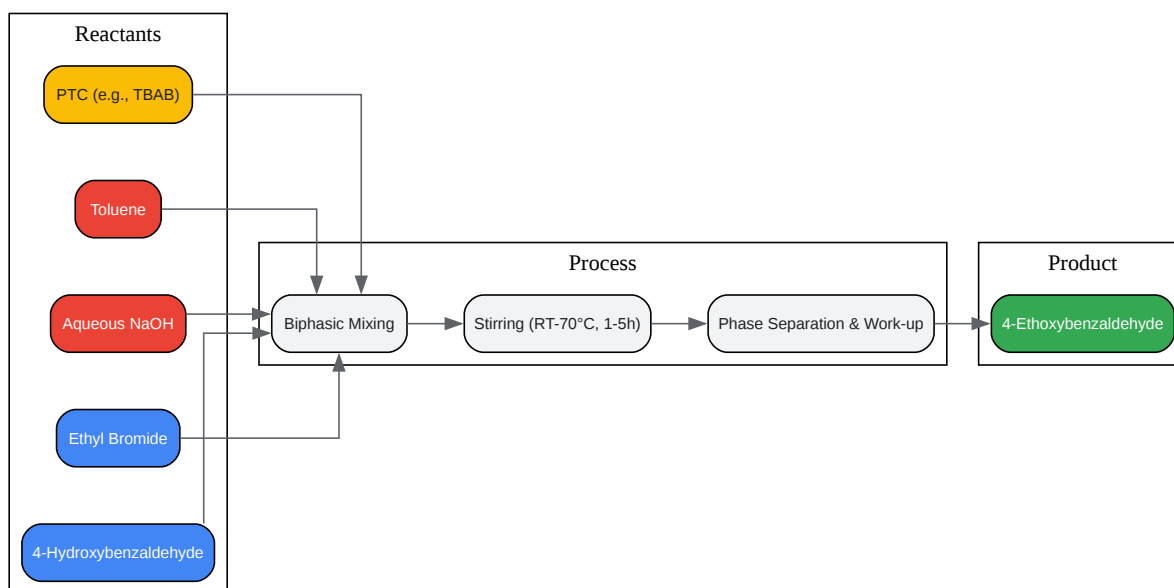 Reactants
PTC (e.g., TBAB)
Toluene
Aqueous NaOH
Ethyl Bromide
4-Hydroxybenzaldehyde
Process
Biphasic Mixing
Stirring (RT-70°C, 1-5h)
Phase Separation & Work-up
Product
4-Ethoxybenzaldehyde